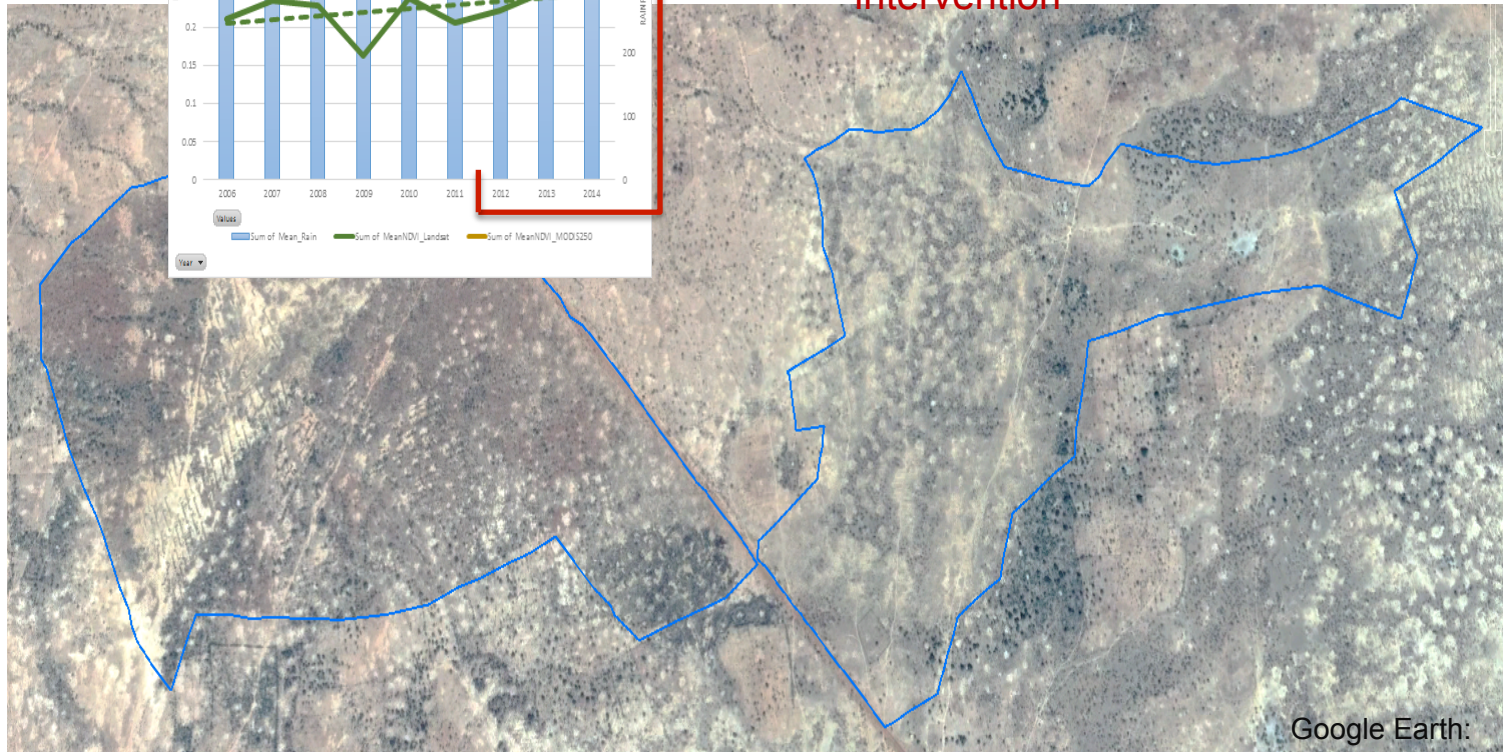 intervention
0.2
0.15
0.1
0.05
0
200
100
0
2006 2007 2008 2009 2010 2011 2012 2013 2014
Values
Sum of Mean_Rain Sum of MeanNDVI_Landsat Sum of MeanNDVI_MODIS250
Year
Google Earth: